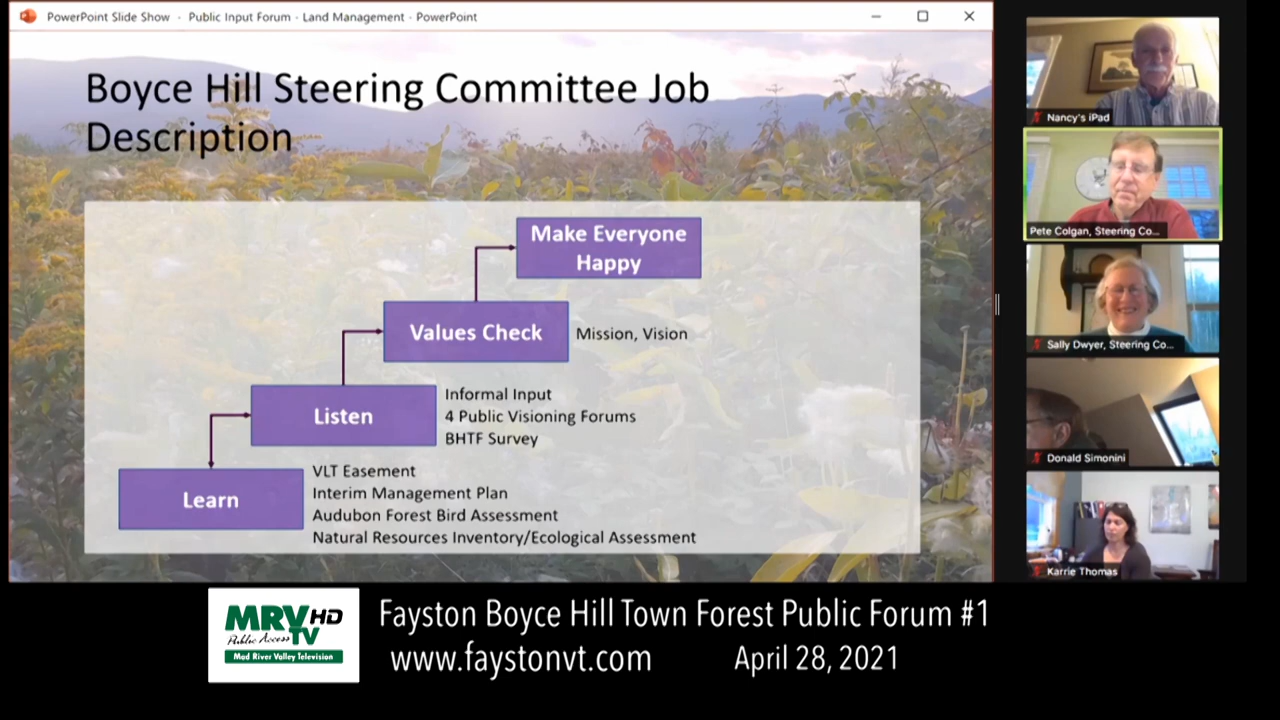 PowerPoint Slide Show - Public Input Forum - Land Management - PowerPoint
Boyce Hill Steering Committee Job
Description
Make Everyone
Happy
Values Check
Mission, Vision
Listen
Informal Input
4 Public Visioning Forums
BHTF Survey
Learn
VLT Easement
Interim Management Plan
Audubon Forest Bird Assessment
Natural Resources Inventory/Ecological Assessment
Nancy's iPad
Pete Colgan, Steering Co...
Sally Dwyer, Steering Co...
Donald Simonini
Karrie Thomas
MRV HD
Public Access TV
Mad River Valley Television
Fayston Boyce Hill Town Forest Public Forum #1
www.faystonvt.com April 28, 2021